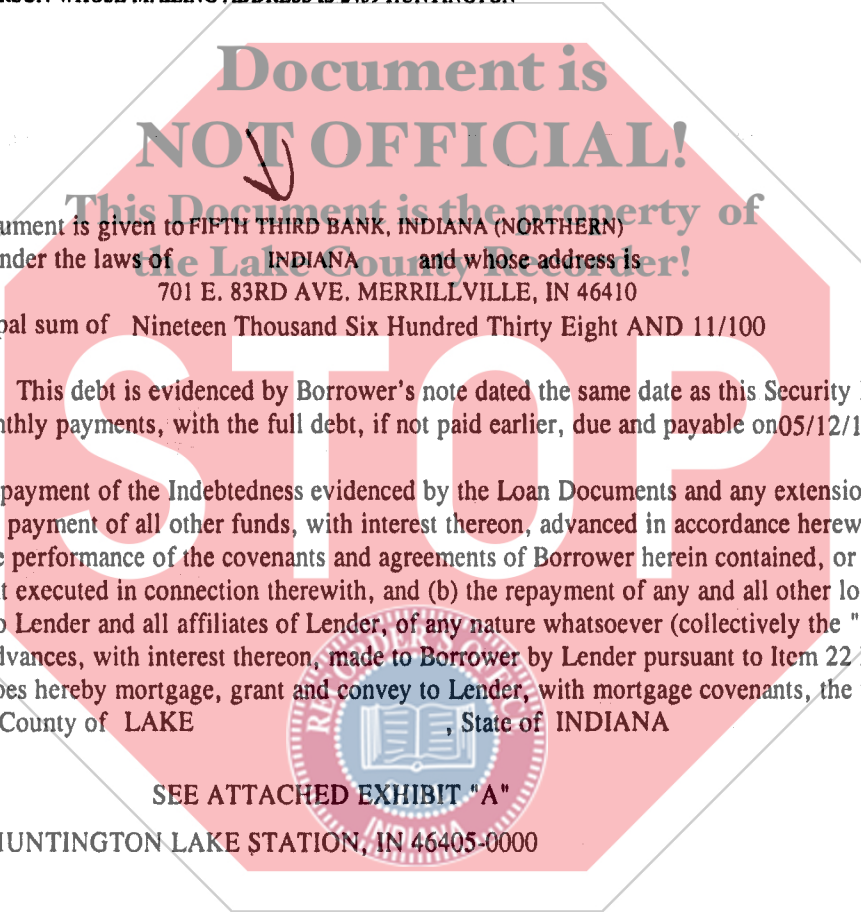 WHOSE MAILING ADDRESS IS HUNTINGTON
Document is
NOT OFFICIAL!
This Document is the property of
the Lake County Recorder!
ument is given to FIFTH THIRD BANK, INDIANA (NORTHERN)
nder the laws of INDIANA and whose address is
701 E. 83RD AVE. MERRILLVILLE, IN 46410
pal sum of Nineteen Thousand Six Hundred Thirty Eight AND 11/100
STOP
This debt is evidenced by Borrower's note dated the same date as this Security
nthly payments, with the full debt, if not paid earlier, due and payable on05/12/1
payment of the Indebtedness evidenced by the Loan Documents and any extensio
payment of all other funds, with interest thereon, advanced in accordance herew
e performance of the covenants and agreements of Borrower herein contained, or
t executed in connection therewith, and (b) the repayment of any and all other lo
o Lender and all affiliates of Lender, of any nature whatsoever (collectively the "
dvances, with interest thereon, made to Borrower by Lender pursuant to Item 22
oes hereby mortgage, grant and convey to Lender, with mortgage covenants, the
County of LAKE , State of INDIANA
RECORDER'S OFFIC
INDIANA
SEE ATTACHED EXHIBIT "A"
HUNTINGTON LAKE STATION, IN 46405-0000